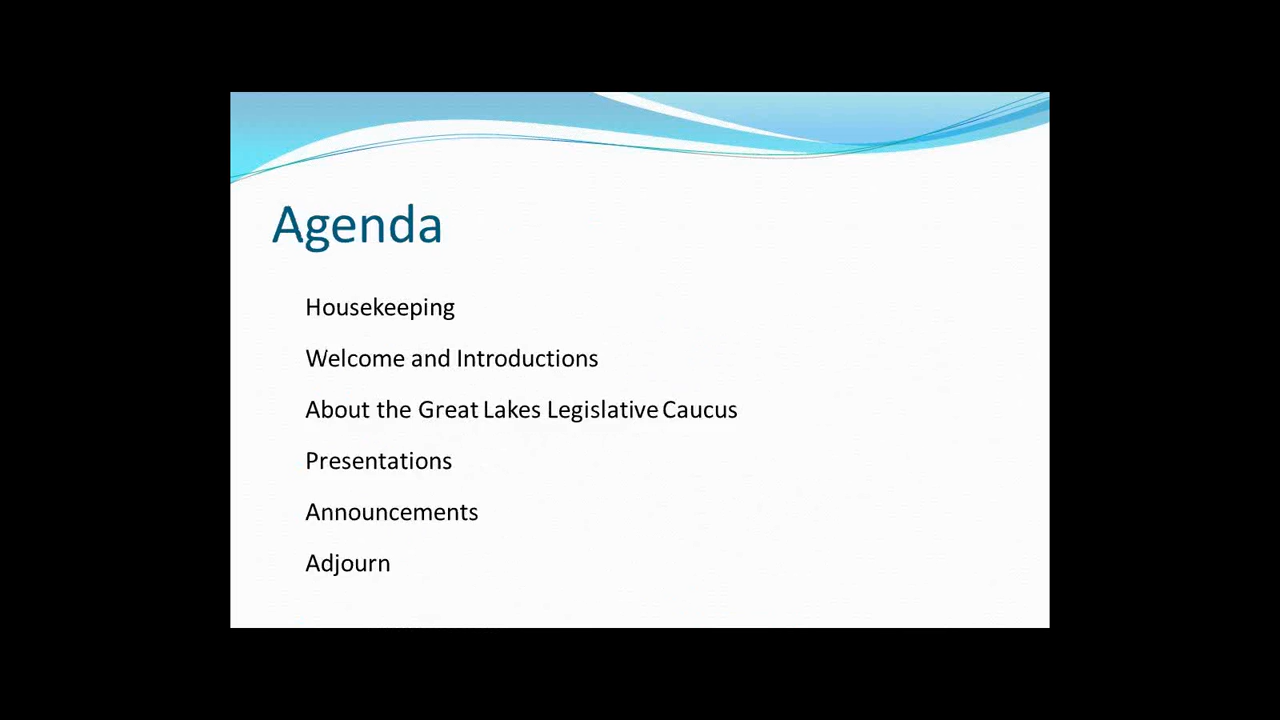 Agenda
Housekeeping
Welcome and Introductions
About the Great Lakes Legislative Caucus
Presentations
Announcements
Adjourn